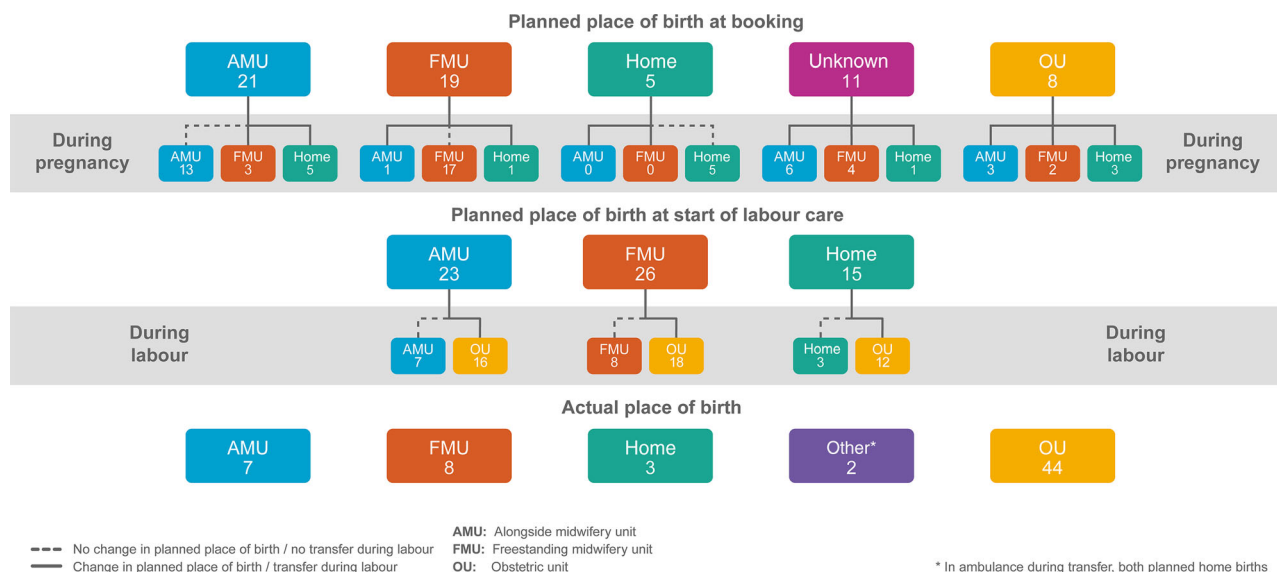 Planned place of birth at booking
AMU
21
FMU
19
Home
5
Unknown
11
OU
8
During
pregnancy
AMU
13
FMU
3
Home
5
AMU
1
FMU
17
Home
1
AMU
0
FMU
0
Home
5
AMU
6
FMU
4
Home
1
AMU
3
FMU
2
Home
3
During
pregnancy
Planned place of birth at start of labour care
AMU
23
FMU
26
Home
15
During
labour
AMU
7
OU
16
FMU
8
OU
18
Home
3
OU
12
During
labour
Actual place of birth
AMU
7
FMU
8
Home
3
Other*
2
OU
44
No change in planned place of birth / no transfer during labour
Change in planned place of birth / transfer during labour
AMU: Alongside midwifery unit
FMU: Freestanding midwifery unit
OU: Obstetric unit
* In ambulance during transfer, both planned home births